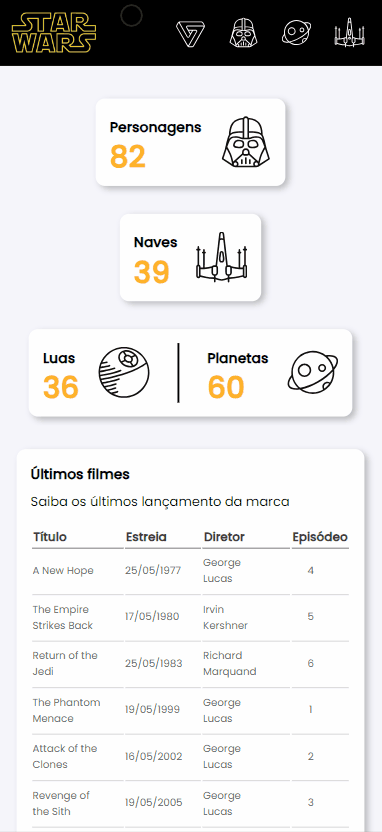 STAR
WARS
Personagens
82
Naves
39
Luas
36
Planetas
60
Últimos filmes
Saiba os últimos lançamento da marca
Título Estreia Diretor Episódeo
A New Hope 25/05/1977 George Lucas 4
The Empire Strikes Back 17/05/1980 Irvin Kershner 5
Return of the Jedi 25/05/1983 Richard Marquand 6
The Phantom Menace 19/05/1999 George Lucas 1
Attack of the Clones 16/05/2002 George Lucas 2
Revenge of the Sith 19/05/2005 George Lucas 3